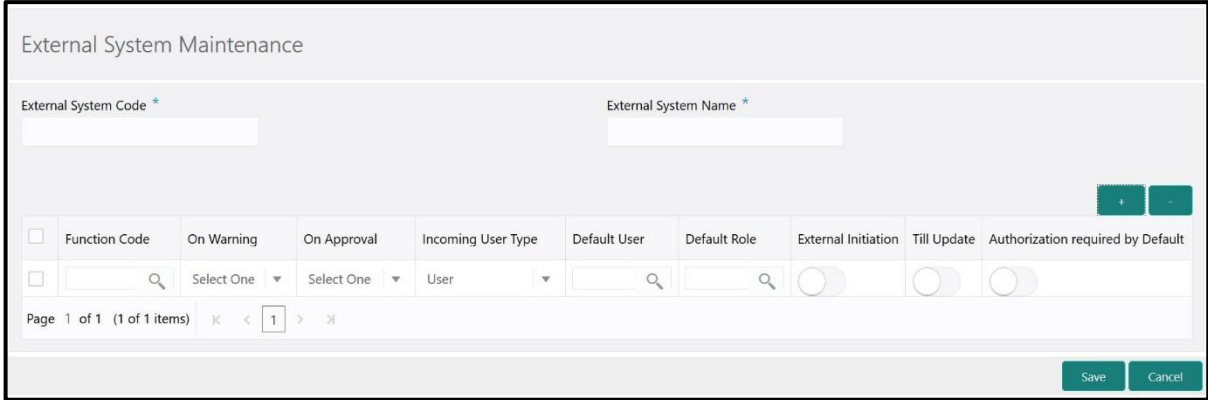 External System Maintenance
External System Code * External System Name *
+ -
Function Code On Warning On Approval Incoming User Type Default User Default Role External Initiation Till Update Authorization required by Default
Select One Select One User
Page 1 of 1 (1 of 1 items) 1
Save Cancel